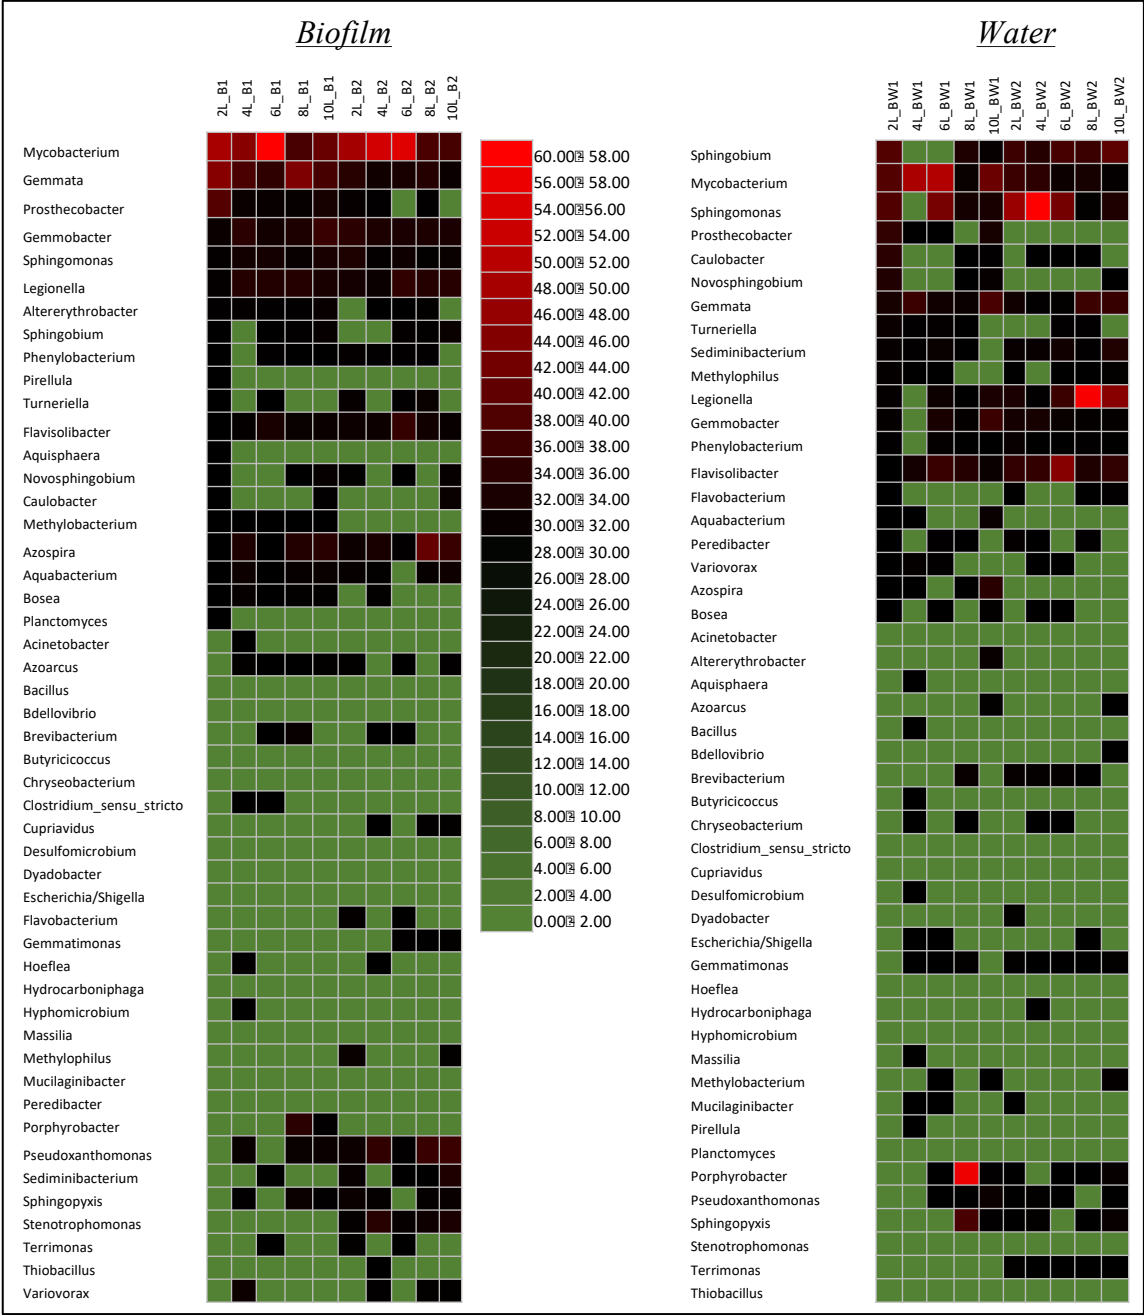 Biofilm
Water
2L_B1
4L_B1
6L_B1
8L_B1
10L_B1
2L_B2
4L_B2
6L_B2
8L_B2
10L_B2
2L_BW1
4L_BW1
6L_BW1
8L_BW1
10L_BW1
2L_BW2
4L_BW2
6L_BW2
8L_BW2
10L_BW2
Mycobacterium
Gemmata
Prosthecobacter
Gemmobacter
Sphingomonas
Legionella
Altererythrobacter
Sphingobium
Phenylobacterium
Pirellula
Turneriella
Flavisolibacter
Aquisphaera
Novosphingobium
Caulobacter
Methylobacterium
Azospira
Aquabacterium
Bosea
Planctomyces
Acinetobacter
Azoarcus
Bacillus
Bdellovibrio
Brevibacterium
Butyricicoccus
Chryseobacterium
Clostridium_sensu_stricto
Cupriavidus
Desulfomicrobium
Dyadobacter
Escherichia/Shigella
Flavobacterium
Gemmatimonas
Hoeflea
Hydrocarboniphaga
Hyphomicrobium
Massilia
Methylophilus
Mucilaginibacter
Peredibacter
Porphyrobacter
Pseudoxanthomonas
Sediminibacterium
Sphingopyxis
Stenotrophomonas
Terrimonas
Thiobacillus
Variovorax
60.00 58.00
56.00 58.00
54.00 56.00
52.00 54.00
50.00 52.00
48.00 50.00
46.00 48.00
44.00 46.00
42.00 44.00
40.00 42.00
38.00 40.00
36.00 38.00
34.00 36.00
32.00 34.00
30.00 32.00
28.00 30.00
26.00 28.00
24.00 26.00
22.00 24.00
20.00 22.00
18.00 20.00
16.00 18.00
14.00 16.00
12.00 14.00
10.00 12.00
8.00 10.00
6.00 8.00
4.00 6.00
2.00 4.00
0.00 2.00
Sphingobium
Mycobacterium
Sphingomonas
Prosthecobacter
Caulobacter
Novosphingobium
Gemmata
Turneriella
Sediminibacterium
Methylophilus
Legionella
Gemmobacter
Phenylobacterium
Flavisolibacter
Flavobacterium
Aquabacterium
Peredibacter
Variovorax
Azospira
Bosea
Acinetobacter
Altererythrobacter
Aquisphaera
Azoarcus
Bacillus
Bdellovibrio
Brevibacterium
Butyricicoccus
Chryseobacterium
Clostridium_sensu_stricto
Cupriavidus
Desulfomicrobium
Dyadobacter
Escherichia/Shigella
Gemmatimonas
Hoeflea
Hydrocarboniphaga
Hyphomicrobium
Massilia
Methylobacterium
Mucilaginibacter
Pirellula
Planctomyces
Porphyrobacter
Pseudoxanthomonas
Sphingopyxis
Stenotrophomonas
Terrimonas
Thiobacillus